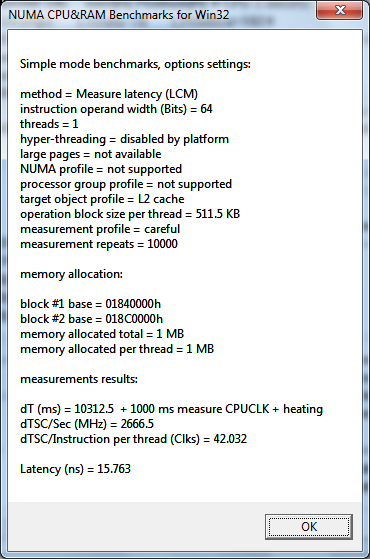 NUMA CPU&RAM Benchmarks for Win32
Simple mode benchmarks, options settings:
method = Measure latency (LCM)
instruction operand width (Bits) = 64
threads = 1
hyper-threading = disabled by platform
large pages = not available
NUMA profile = not supported
processor group profile = not supported
target object profile = L2 cache
operation block size per thread = 511.5 KB
measurement profile = careful
measurement repeats = 10000
memory allocation:
block #1 base = 01840000h
block #2 base = 018C0000h
memory allocated total = 1 MB
memory allocated per thread = 1 MB
measurements results:
dT (ms) = 10312.5  + 1000 ms measure CPUCLK + heating
dTSC/Sec (MHz) = 2666.5
dTSC/Instruction per thread (Clks) = 42.032
Latency (ns) = 15.763
OK